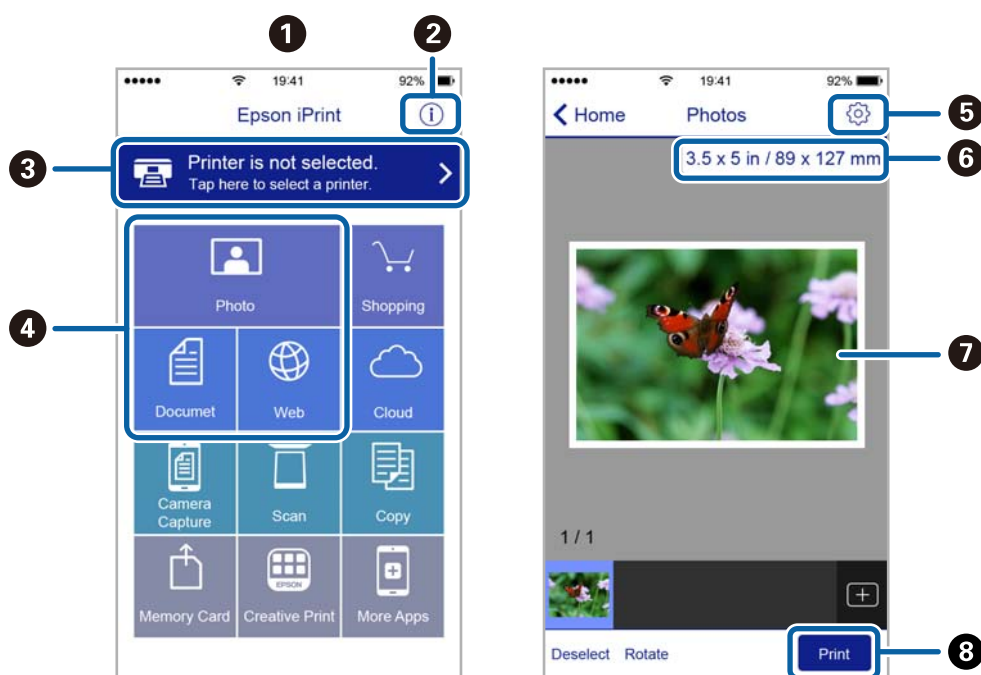 1
2
19:41
92%
Epson iPrint
3
Printer is not selected.
Tap here to select a printer.
4
Photo
Shopping
Documet
Web
Cloud
Camera
Capture
Scan
Copy
EPSON
Memory Card
Creative Print
More Apps
19:41
92%
Home
Photos
5
3.5 x 5 in / 89 x 127 mm
6
7
1 / 1
Deselect
Rotate
Print
8